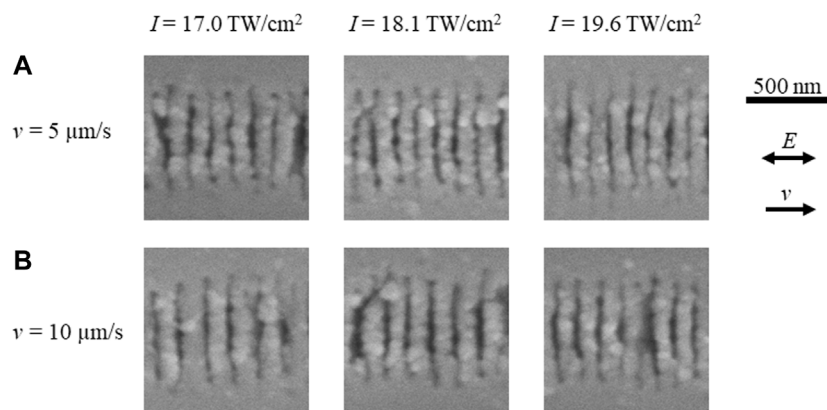 I = 17.0 TW/cm² I = 18.1 TW/cm² I = 19.6 TW/cm²
A
500 nm
v = 5 μm/s
E
v
B
v = 10 μm/s